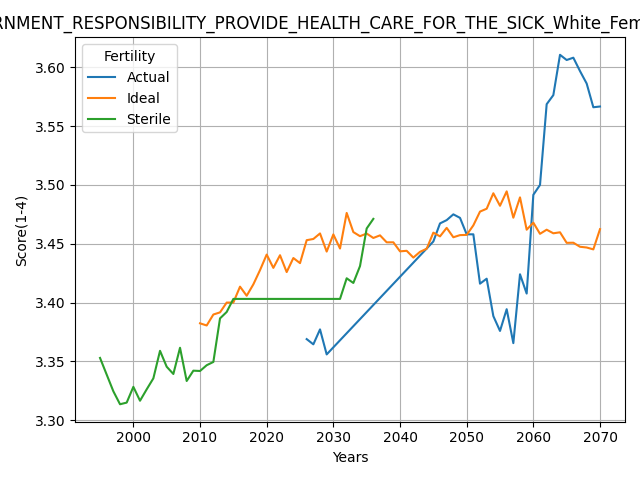 RNMENT_RESPONSIBILITY_PROVIDE_HEALTH_CARE_FOR_THE_SICK_White_Fem
Fertility
Actual
Ideal
Sterile
Score(1-4)
3.60
3.55
3.50
3.45
3.40
3.35
3.30
2000 2010 2020 2030 2040 2050 2060 2070
Years